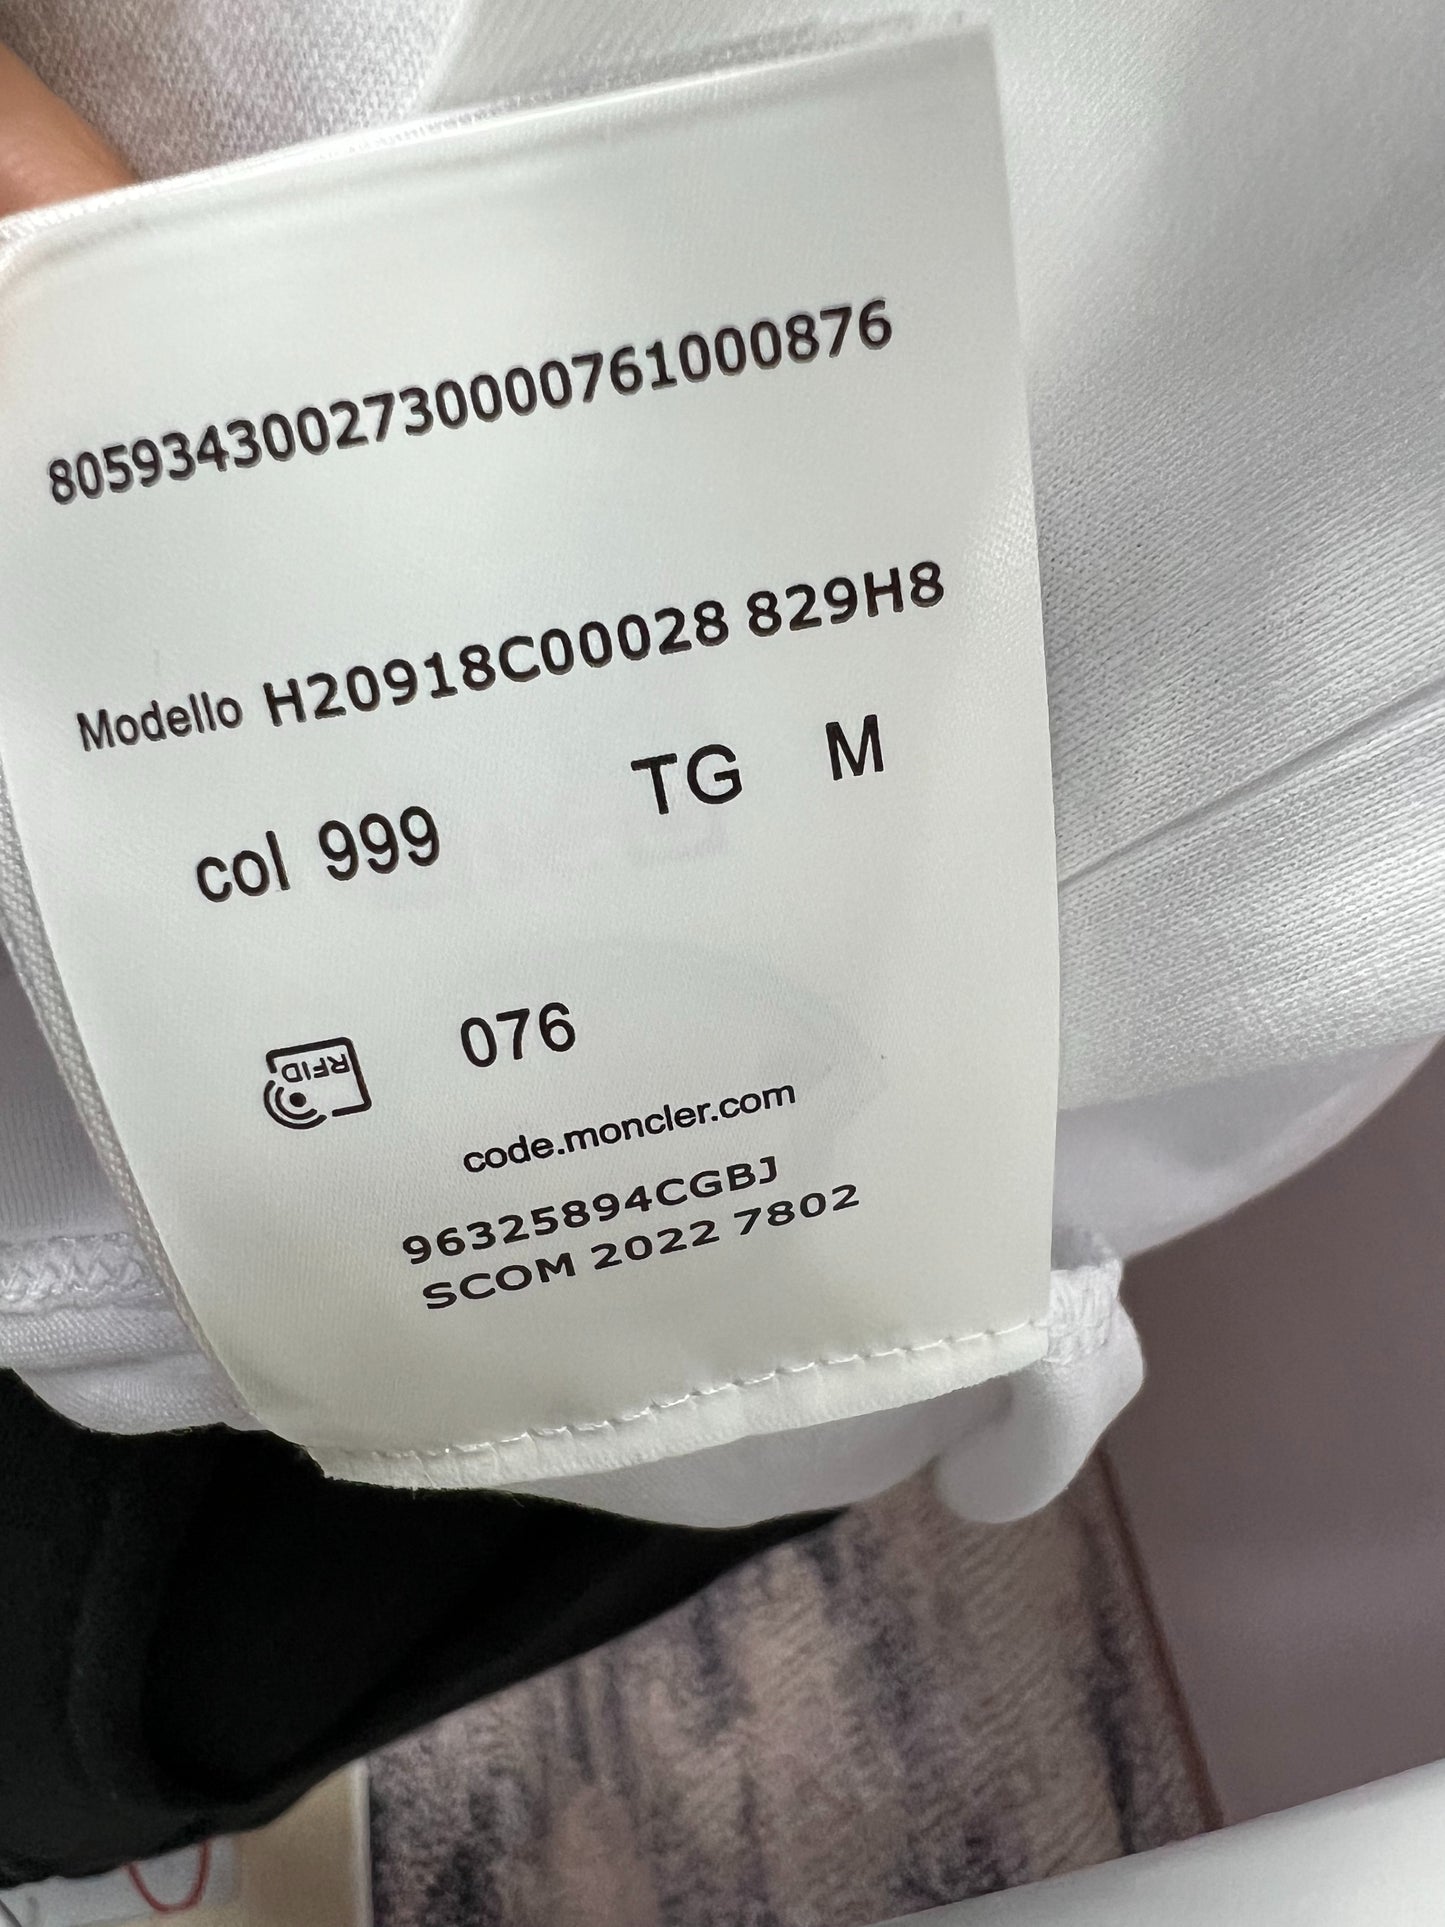 8059343002730000761000876
Modello H20918C00028 829H8
col 999 TG M
RFID 076
code.moncler.com
96325894CGBJ
SCOM 2022 7802